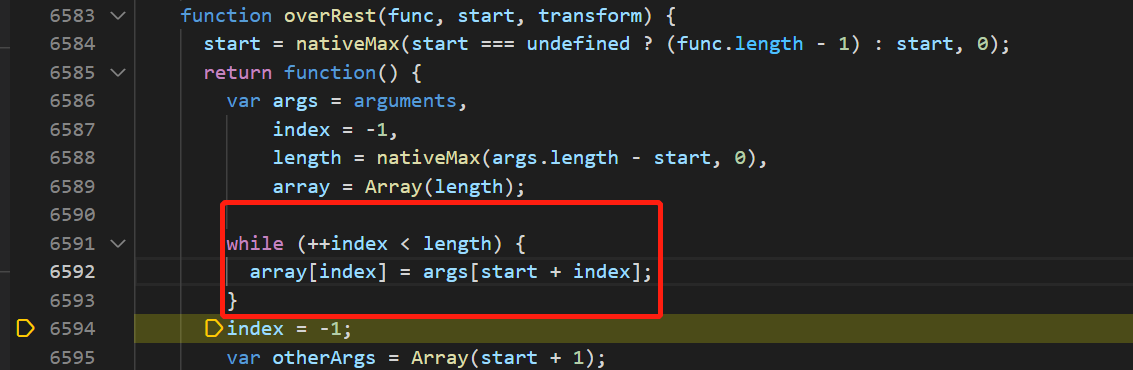 6583 function overRest(func, start, transform) {
6584 start = nativeMax(start === undefined ? (func.length - 1) : start, 0);
6585 return function() {
6586 var args = arguments,
6587 index = -1,
6588 length = nativeMax(args.length - start, 0),
6589 array = Array(length);
6590
6591 while (++index < length) {
6592 array[index] = args[start + index];
6593 }
6594 index = -1;
6595 var otherArgs = Array(start + 1);